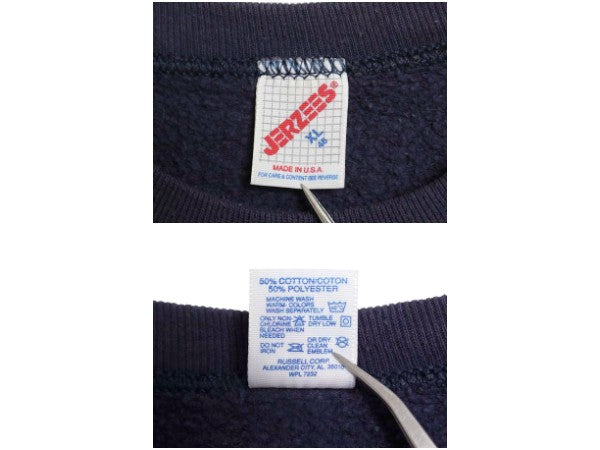 JERZEES®
XL
46
MADE IN U.S.A.
FOR CARE & CONTENT SEE REVERSE
50% COTTON/COTON
50% POLYESTER
MACHINE WASH
WARM- COLORS
WASH SEPARATELY
ONLY NON-
CHLORINE
BLEACH WHEN
NEEDED
TUMBLE
DRY LOW
DO NOT
IRON
OR DRY
CLEAN
EMBLEM
RUSSELL CORP.
ALEXANDER CITY, AL. 35010
WPL 7252